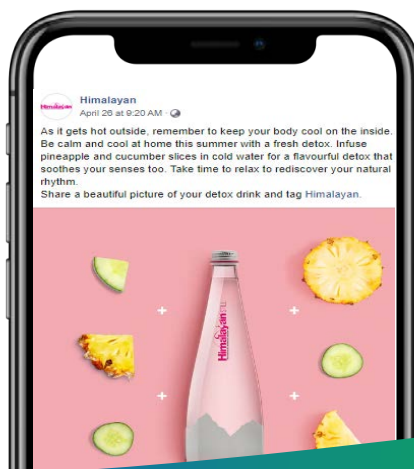 Himalayan
Himalayan
April 26 at 9:20 AM ·
As it gets hot outside, remember to keep your body cool on the inside.
Be calm and cool at home this summer with a fresh detox. Infuse
pineapple and cucumber slices in cold water for a flavourful detox that
soothes your senses too. Take time to relax to rediscover your natural
rhythm.
Share a beautiful picture of your detox drink and tag Himalayan.
+ +
Himalayan
+ +